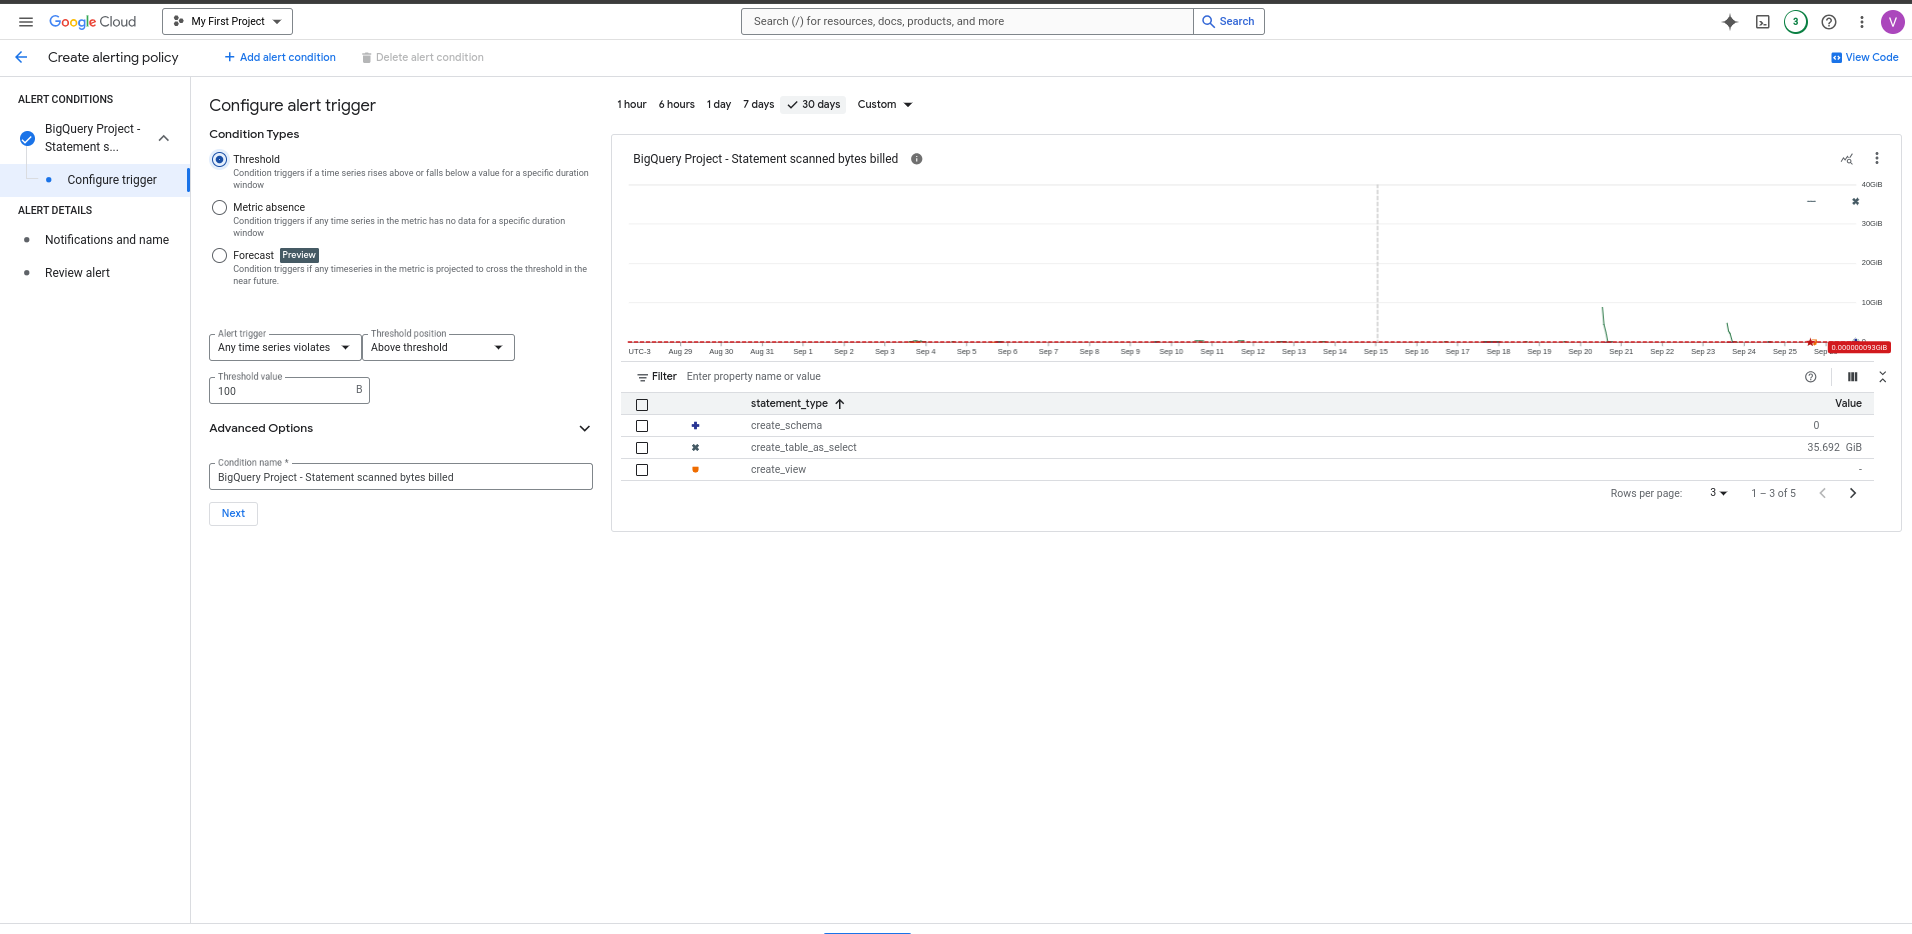 Google Cloud
My First Project
Search (/) for resources, docs, products, and more
Search
3
V
Create alerting policy
Add alert condition
Delete alert condition
View Code
ALERT CONDITIONS
BigQuery Project -
Statement s...
Configure trigger
ALERT DETAILS
Notifications and name
Review alert
Configure alert trigger
Condition Types
Threshold
Condition triggers if a time series rises above or falls below a value for a specific duration
window
Metric absence
Condition triggers if any time series in the metric has no data for a specific duration
window
Forecast Preview
Condition triggers if any timeseries in the metric is projected to cross the threshold in the
near future.
Alert trigger
Any time series violates
Threshold position
Above threshold
Threshold value
100 B
Advanced Options
Condition name *
BigQuery Project - Statement scanned bytes billed
Next
1 hour 6 hours 1 day 7 days 30 days Custom
BigQuery Project - Statement scanned bytes billed
40GiB
30GiB
20GiB
10GiB
0.000000093GiB
UTC-3 Aug 29 Aug 30 Aug 31 Sep 1 Sep 2 Sep 3 Sep 4 Sep 5 Sep 6 Sep 7 Sep 8 Sep 9 Sep 10 Sep 11 Sep 12 Sep 13 Sep 14 Sep 15 Sep 16 Sep 17 Sep 18 Sep 19 Sep 20 Sep 21 Sep 22 Sep 23 Sep 24 Sep 25 Sep
Filter Enter property name or value
statement_type Value
create_schema 0
create_table_as_select 35.692 GiB
create_view -
Rows per page: 3 1 – 3 of 5